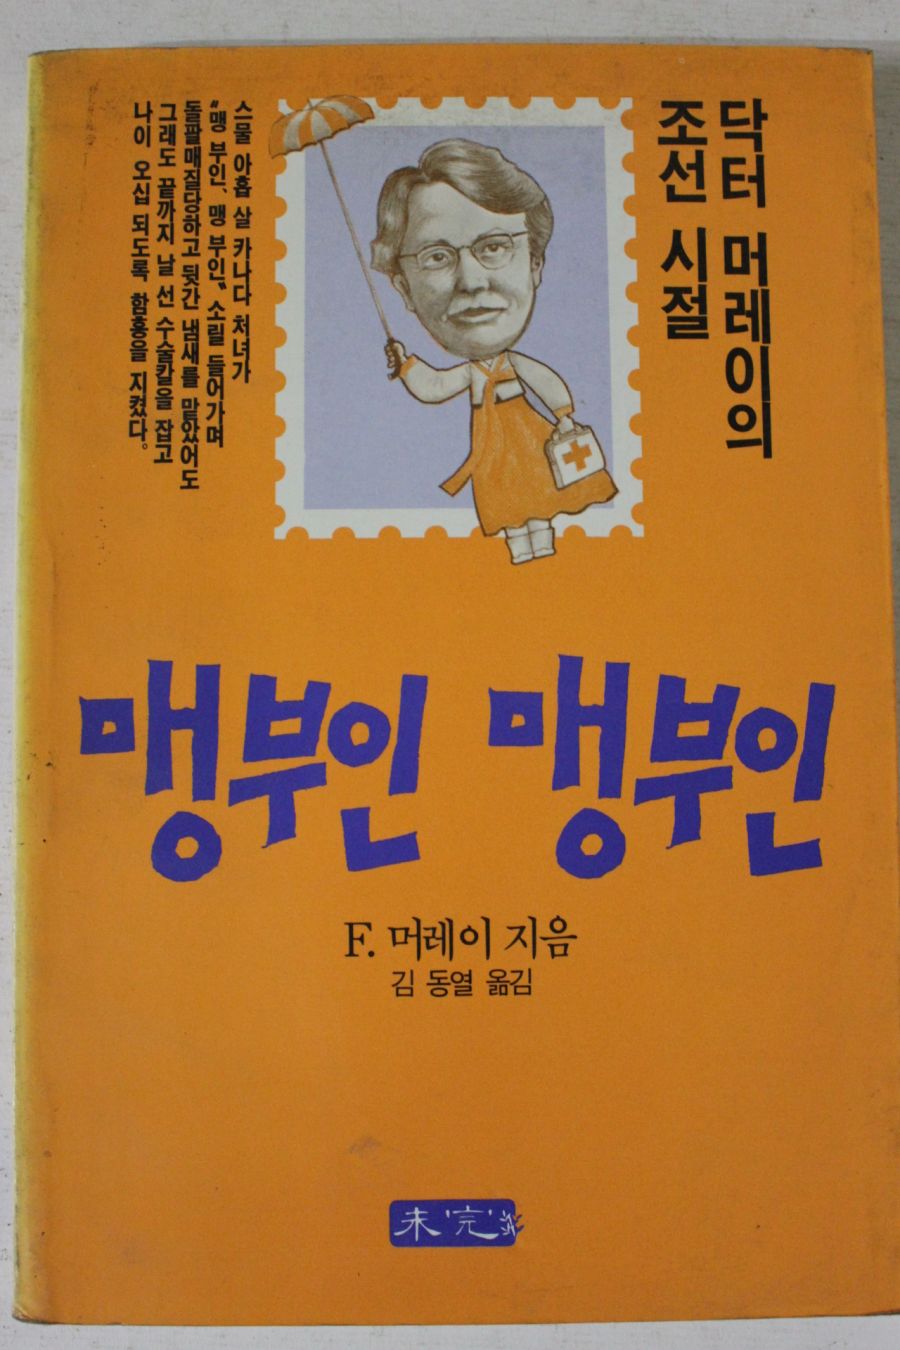 닥터 머레이의
조선 시절
스물 아홉 살 카나다 처녀가
"맹 부인, 맹 부인" 소릴 들어가며
돌팔매질당하고 뒷간 냄새를 맡았어도
그래도 끝까지 날 선 수술칼을 잡고
나이 오십 되도록 함흥을 지켰다.
맹부인 맹부인
F. 머레이 지음
김 동열 옮김
未完